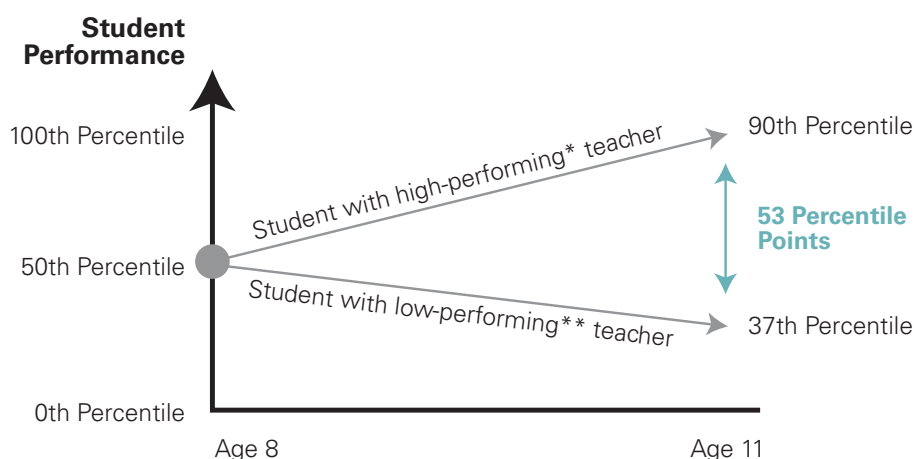 Student
Performance
100th Percentile
90th Percentile
Student with high-performing* teacher
53 Percentile
Points
50th Percentile
Student with low-performing** teacher
37th Percentile
0th Percentile
Age 8
Age 11